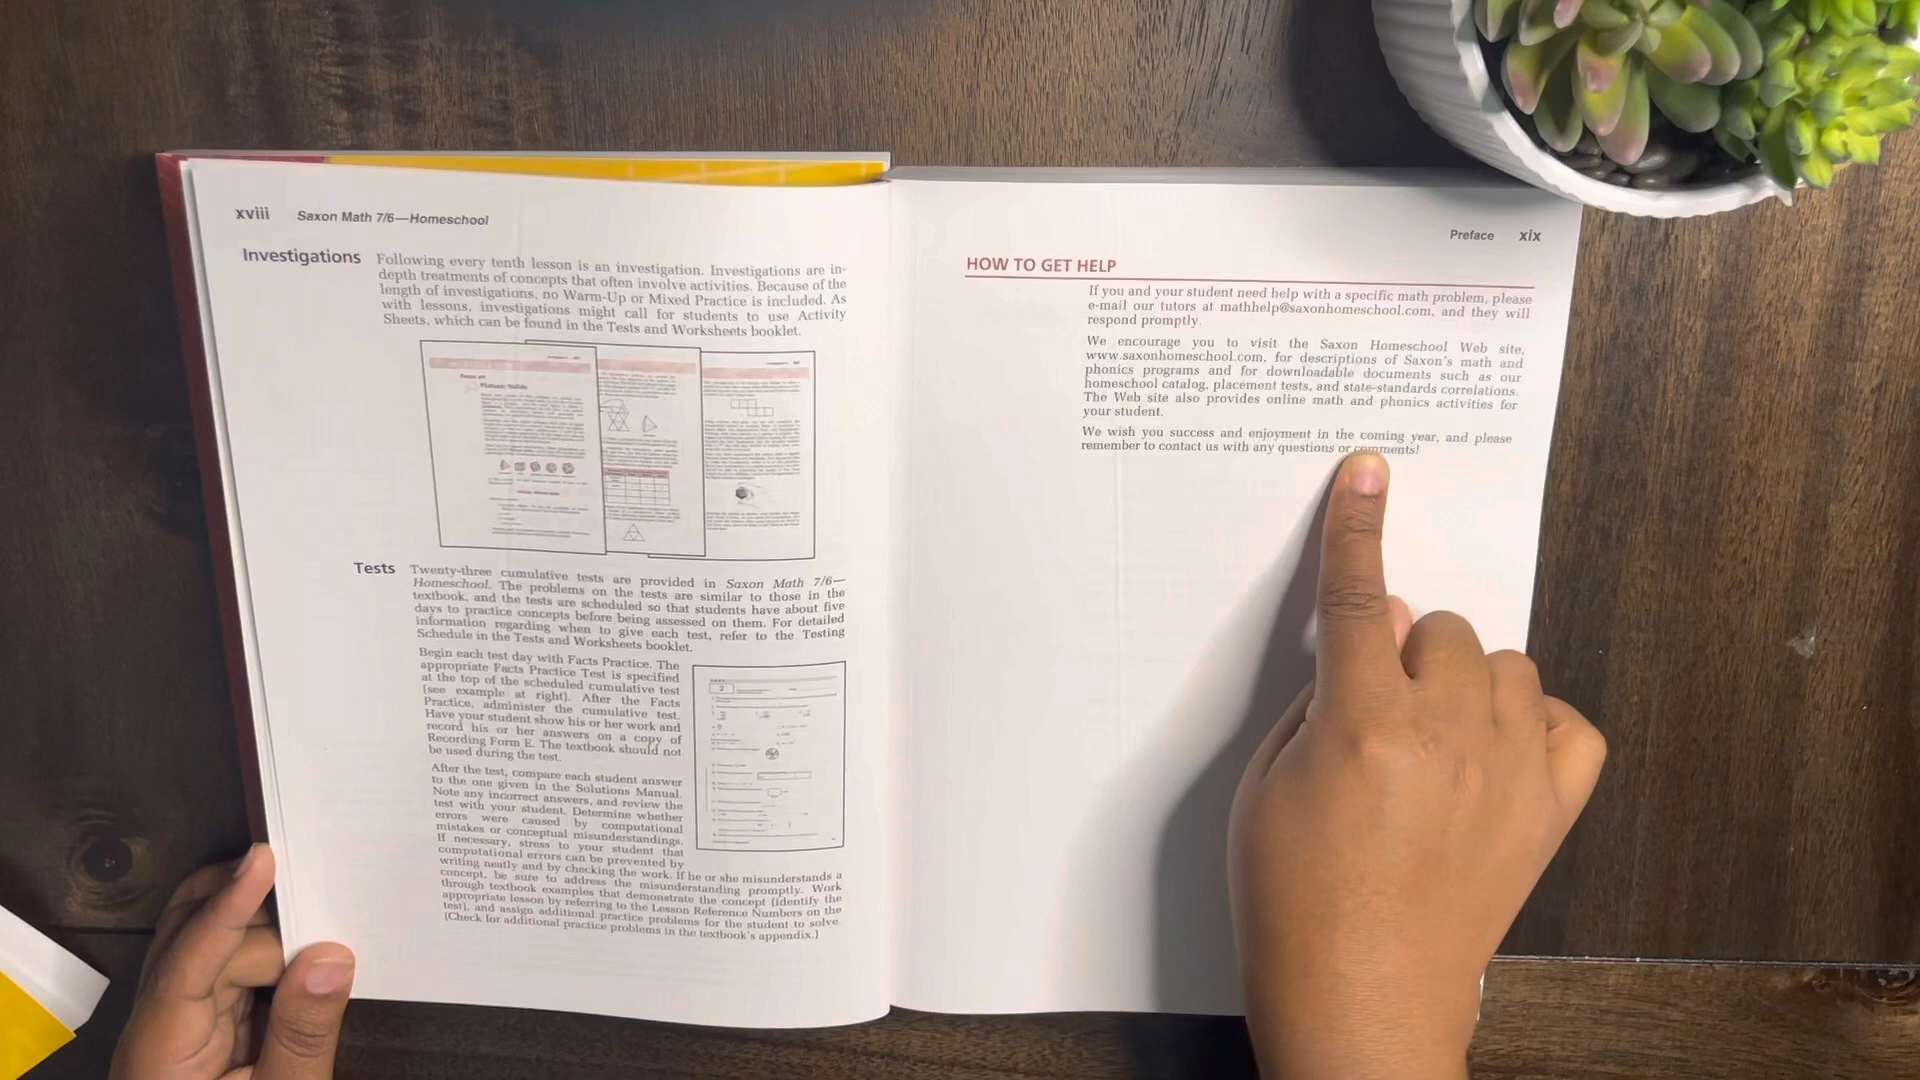 xviii Saxon Math 7/6—Homeschool
Investigations Following every tenth lesson is an investigation. Investigations are in-
depth treatments of concepts that often involve activities. Because of the
length of investigations, no Warm-Up or Mixed Practice is included. As
with lessons, investigations might call for students to use Activity
Sheets, which can be found in the Tests and Worksheets booklet.
Platonic Solids
Tests Twenty-three cumulative tests are provided in Saxon Math 7/6—
Homeschool. The problems on the tests are similar to those in the
textbook, and the tests are scheduled so that students have about five
days to practice concepts before being assessed on them. For detailed
information regarding when to give each test, refer to the Testing
Schedule in the Tests and Worksheets booklet.
Begin each test day with Facts Practice. The
appropriate Facts Practice Test is specified
at the top of the scheduled cumulative test
(see example at right). After the Facts
Practice, administer the cumulative test.
Have your student show his or her work and
record his or her answers on a copy of
Recording Form E. The textbook should not
be used during the test.
2
After the test, compare each student answer
to the one given in the Solutions Manual.
Note any incorrect answers, and review the
test with your student. Determine whether
errors were caused by computational
mistakes or conceptual misunderstandings.
If necessary, stress to your student that
computational errors can be prevented by
writing neatly and by checking the work. If he or she misunderstands a
concept, be sure to address the misunderstanding promptly. Work
through textbook examples that demonstrate the concept (identify the
appropriate lesson by referring to the Lesson Reference Numbers on the
test), and assign additional practice problems for the student to solve.
(Check for additional practice problems in the textbook's appendix.)
Preface xix
HOW TO GET HELP
If you and your student need help with a specific math problem, please
e-mail our tutors at mathhelp@saxonhomeschool.com, and they will
respond promptly.
We encourage you to visit the Saxon Homeschool Web site,
www.saxonhomeschool.com, for descriptions of Saxon's math and
phonics programs and for downloadable documents such as our
homeschool catalog, placement tests, and state-standards correlations.
The Web site also provides online math and phonics activities for
your student.
We wish you success and enjoyment in the coming year, and please
remember to contact us with any questions or comments!